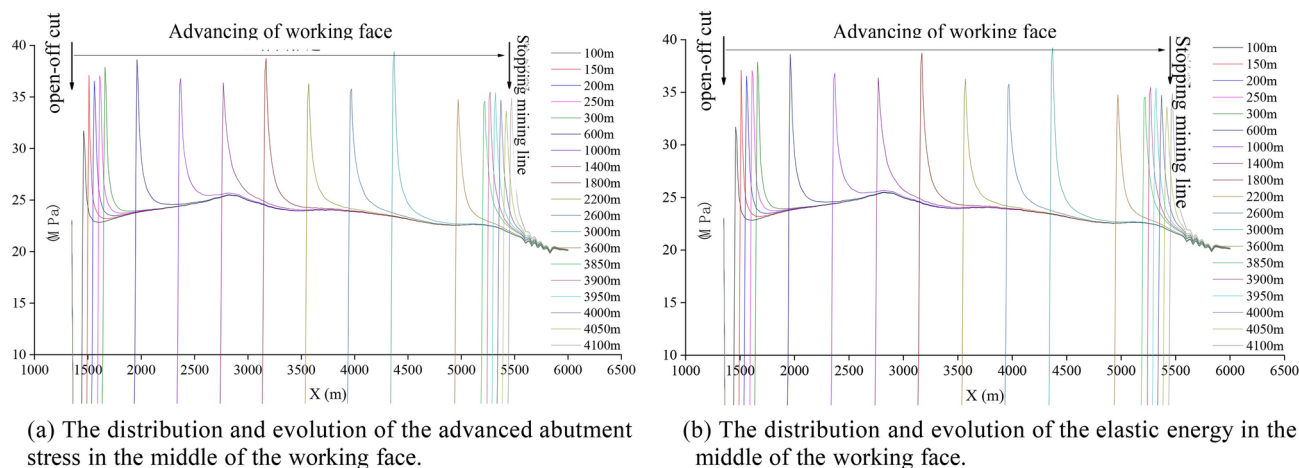 Advancing of working face
open-off cut
Stopping mining line
40
35
30
25
20
15
10
(M Pa)
1000 1500 2000 2500 3000 3500 4000 4500 5000 5500 6000 6500
X (m)
100m
150m
200m
250m
300m
600m
1000m
1400m
1800m
2200m
2600m
3000m
3600m
3850m
3900m
3950m
4000m
4050m
4100m
(a) The distribution and evolution of the advanced abutment
stress in the middle of the working face.
Advancing of working face
open-off cut
Stopping mining line
40
35
30
25
20
15
10
(M Pa)
1000 1500 2000 2500 3000 3500 4000 4500 5000 5500 6000 6500
X (m)
100m
150m
200m
250m
300m
600m
1000m
1400m
1800m
2200m
2600m
3000m
3600m
3850m
3900m
3950m
4000m
4050m
4100m
(b) The distribution and evolution of the elastic energy in the
middle of the working face.